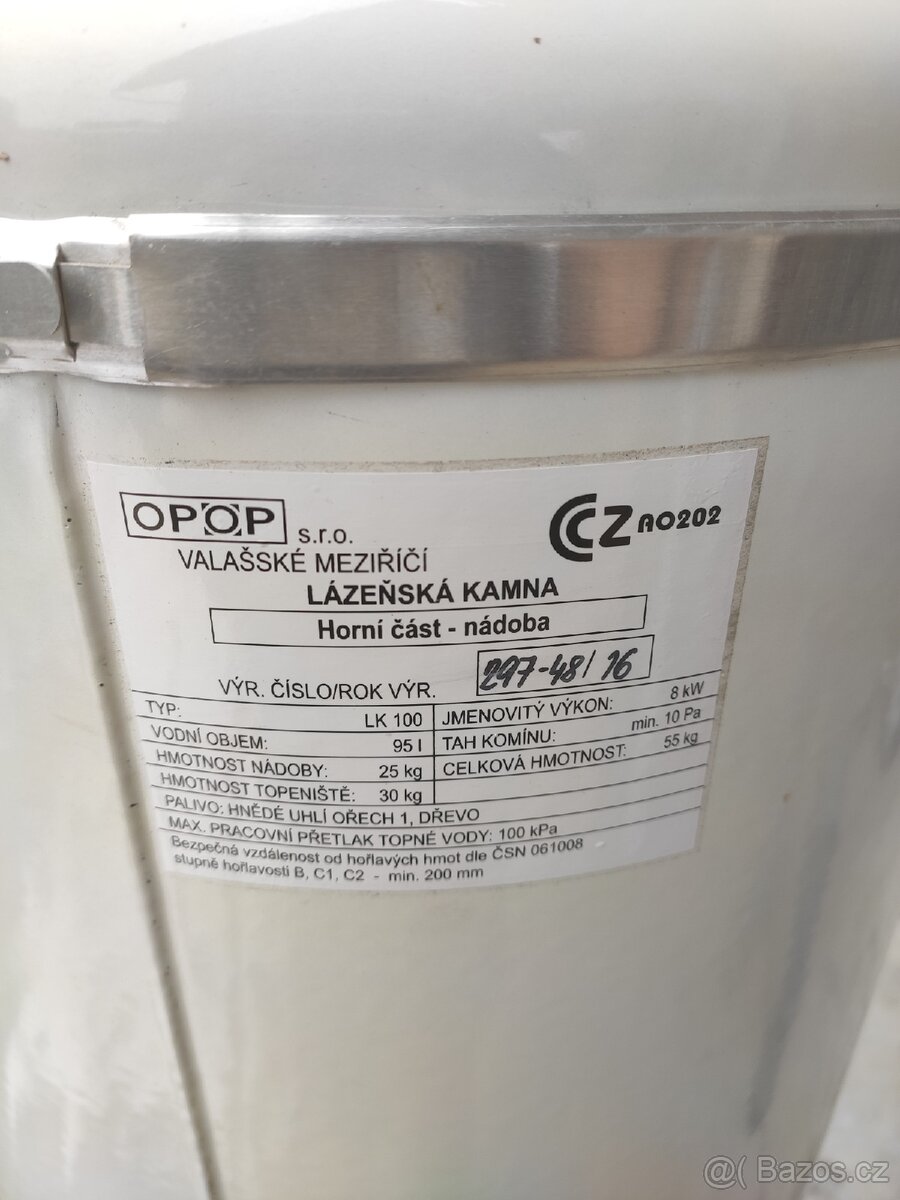 OPOP s.r.o.
CCZ AO202
VALAŠSKÉ MEZIŘÍČÍ
LÁZEŇSKÁ KAMNA
Horní část - nádoba
VÝR. ČÍSLO/ROK VÝR. 297-48/16
TYP: LK 100
JMENOVITÝ VÝKON: 8 kW
VODNÍ OBJEM: 95 l
TAH KOMÍNU: min. 10 Pa
HMOTNOST NÁDOBY: 25 kg
CELKOVÁ HMOTNOST: 55 kg
HMOTNOST TOPENIŠTĚ: 30 kg
PALIVO: HNĚDÉ UHLÍ OŘECH 1, DŘEVO
MAX. PRACOVNÍ PŘETLAK TOPNÉ VODY: 100 kPa
Bezpečná vzdálenost od hořlavých hmot dle ČSN 061008
stupně hořlavosti B, C1, C2 - min. 200 mm
@( Bazos.cz